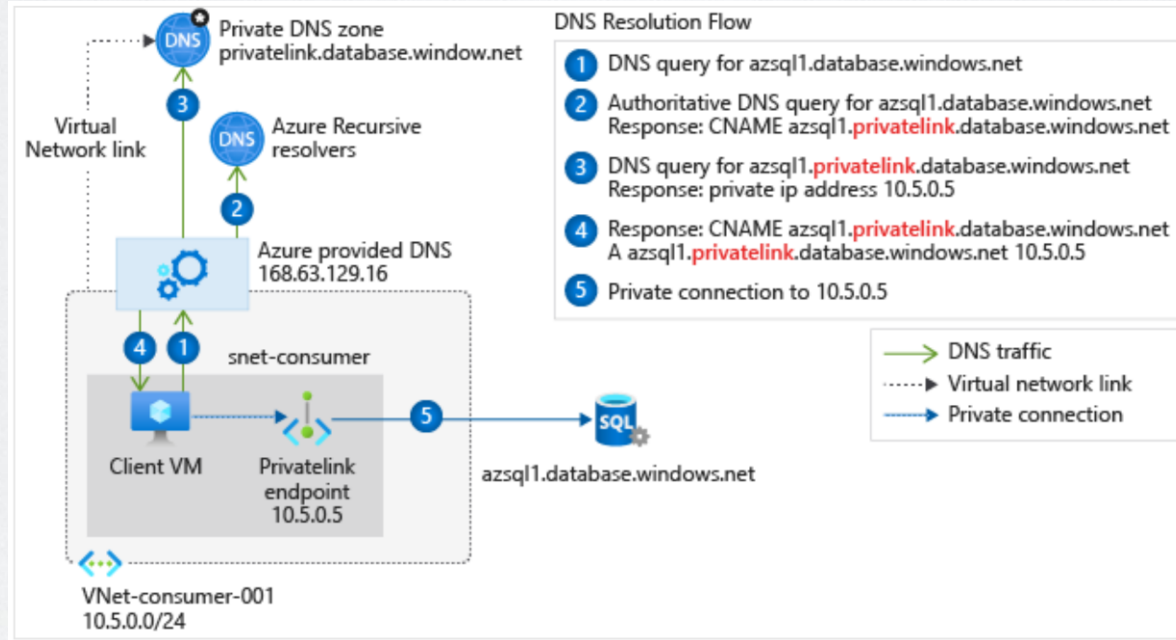 Private DNS zone
privatelink.database.window.net
DNS
Virtual
Network link
3
DNS
Azure Recursive
resolvers
2
Azure provided DNS
168.63.129.16
4
1
snet-consumer
Client VM
Privatelink
endpoint
10.5.0.5
5
SQL
azsql1.database.windows.net
VNet-consumer-001
10.5.0.0/24
DNS Resolution Flow
1 DNS query for azsql1.database.windows.net
2 Authoritative DNS query for azsql1.database.windows.net
Response: CNAME azsql1.privatelink.database.windows.net
3 DNS query for azsql1.privatelink.database.windows.net
Response: private ip address 10.5.0.5
4 Response: CNAME azsql1.privatelink.database.windows.net
A azsql1.privatelink.database.windows.net 10.5.0.5
5 Private connection to 10.5.0.5
DNS traffic
Virtual network link
Private connection